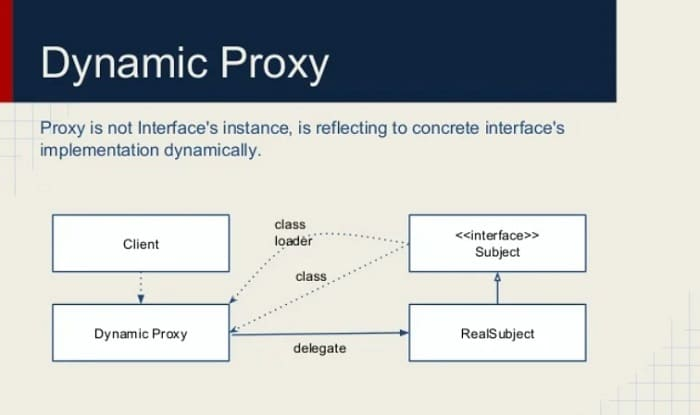 Dynamic Proxy
Proxy is not Interface's instance, is reflecting to concrete interface's
implementation dynamically.
Client
class
loader
<<interface>>
Subject
class
Dynamic Proxy
delegate
RealSubject